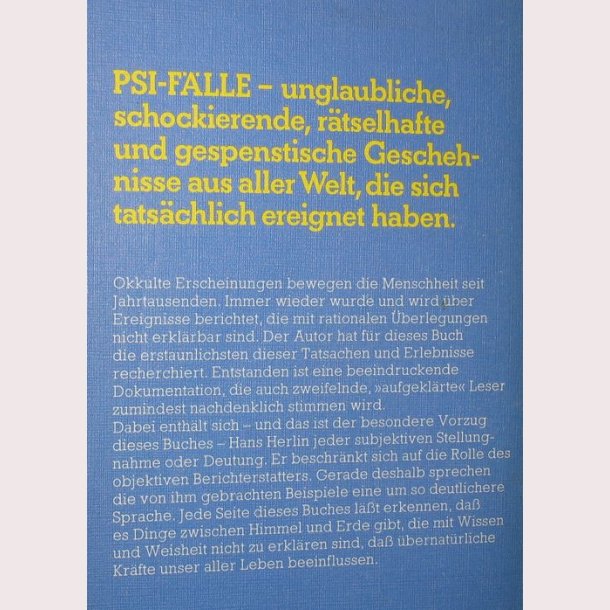 PSI-FÄLLE – unglaubliche,
schockierende, rätselhafte
und gespenstische Gescheh-
nisse aus aller Welt, die sich
tatsächlich ereignet haben.
Okkulte Erscheinungen bewegen die Menschheit seit
Jahrtausenden. Immer wieder wurde und wird über
Ereignisse berichtet, die mit rationalen Überlegungen
nicht erklärbar sind. Der Autor hat für dieses Buch
die erstaunlichsten dieser Tatsachen und Erlebnisse
recherchiert. Entstanden ist eine beeindruckende
Dokumentation, die auch zweifelnde, »aufgeklärte« Leser
zumindest nachdenklich stimmen wird.
Dabei enthält sich – und das ist der besondere Vorzug
dieses Buches – Hans Herlin jeder subjektiven Stellung-
nahme oder Deutung. Er beschränkt sich auf die Rolle des
objektiven Berichterstatters. Gerade deshalb sprechen
die von ihm gebrachten Beispiele eine um so deutlichere
Sprache. Jede Seite dieses Buches läßt erkennen, daß
es Dinge zwischen Himmel und Erde gibt, die mit Wissen
und Weisheit nicht zu erklären sind, daß übernatürliche
Kräfte unser aller Leben beeinflussen.